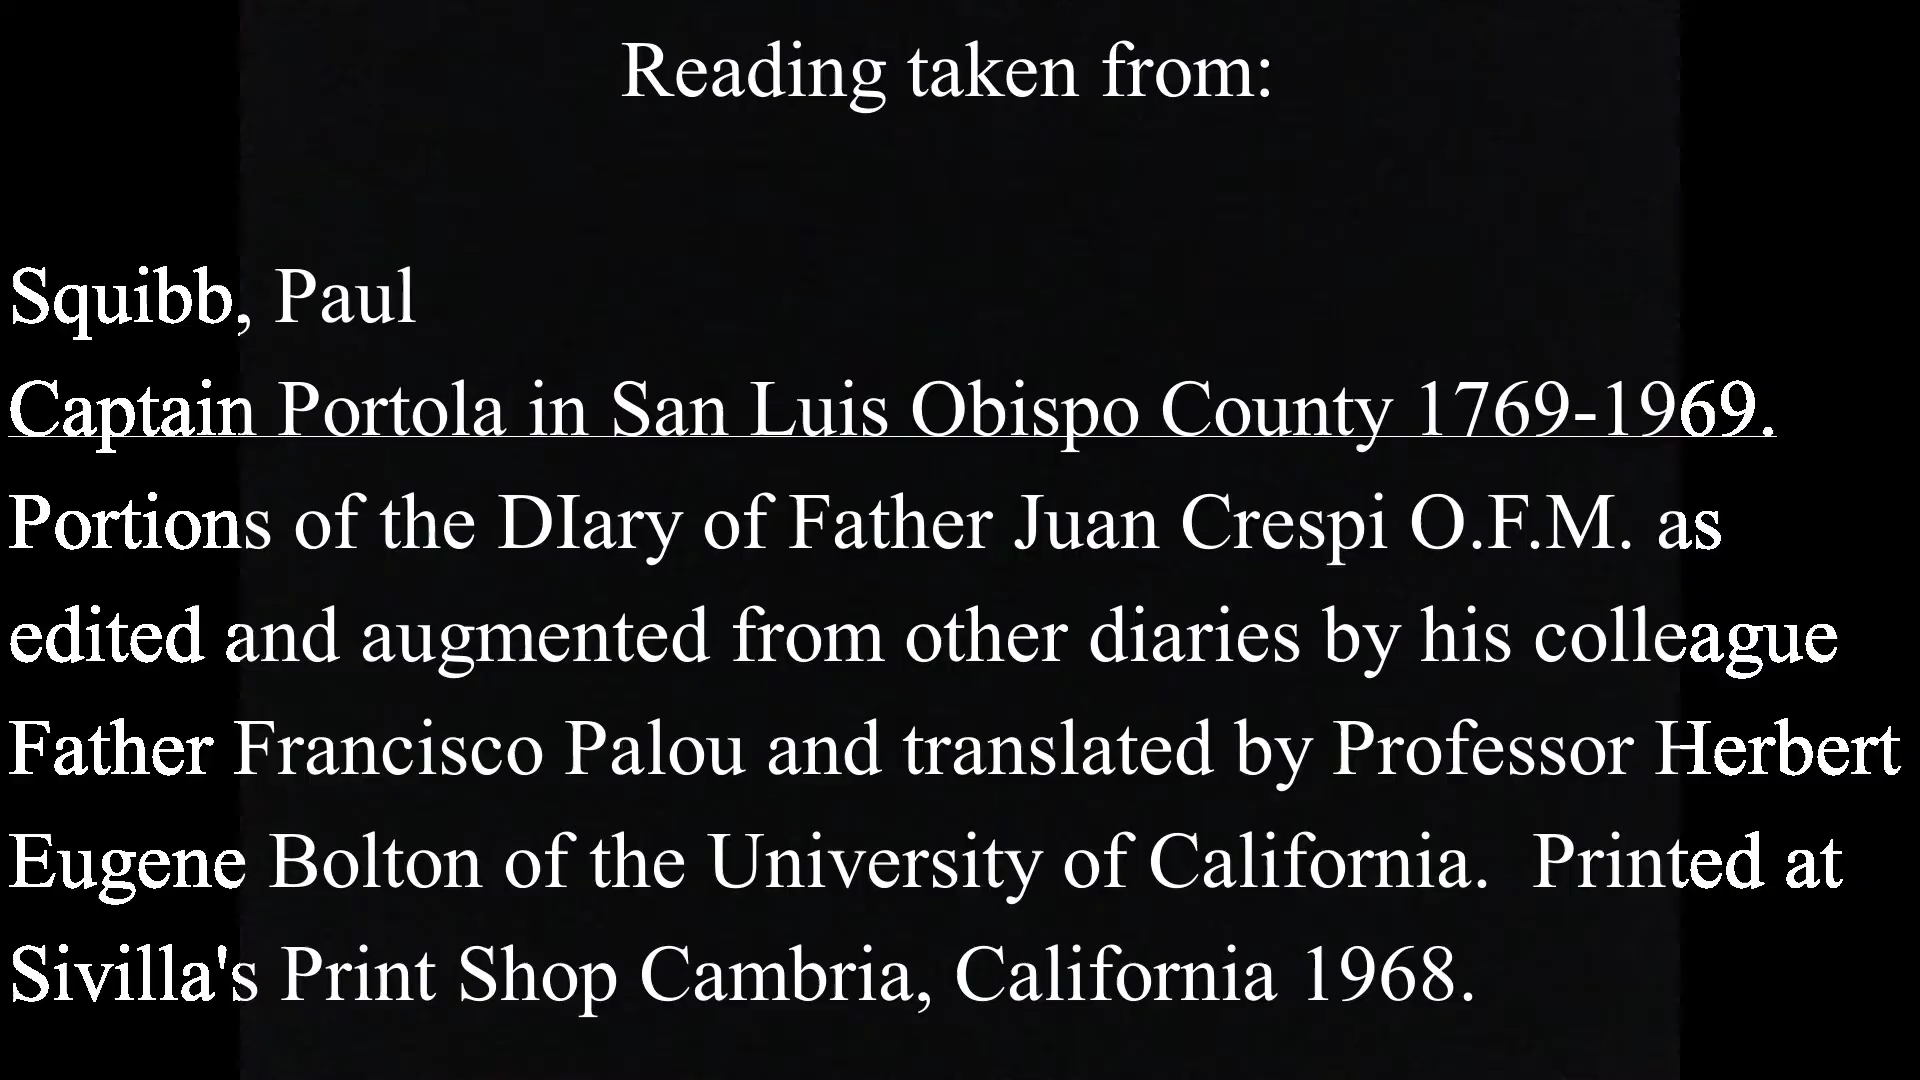 Reading taken from:
Squibb, Paul
Captain Portola in San Luis Obispo County 1769-1969.
Portions of the DIary of Father Juan Crespi O.F.M. as
edited and augmented from other diaries by his colleague
Father Francisco Palou and translated by Professor Herbert
Eugene Bolton of the University of California.  Printed at
Sivilla's Print Shop Cambria, California 1968.